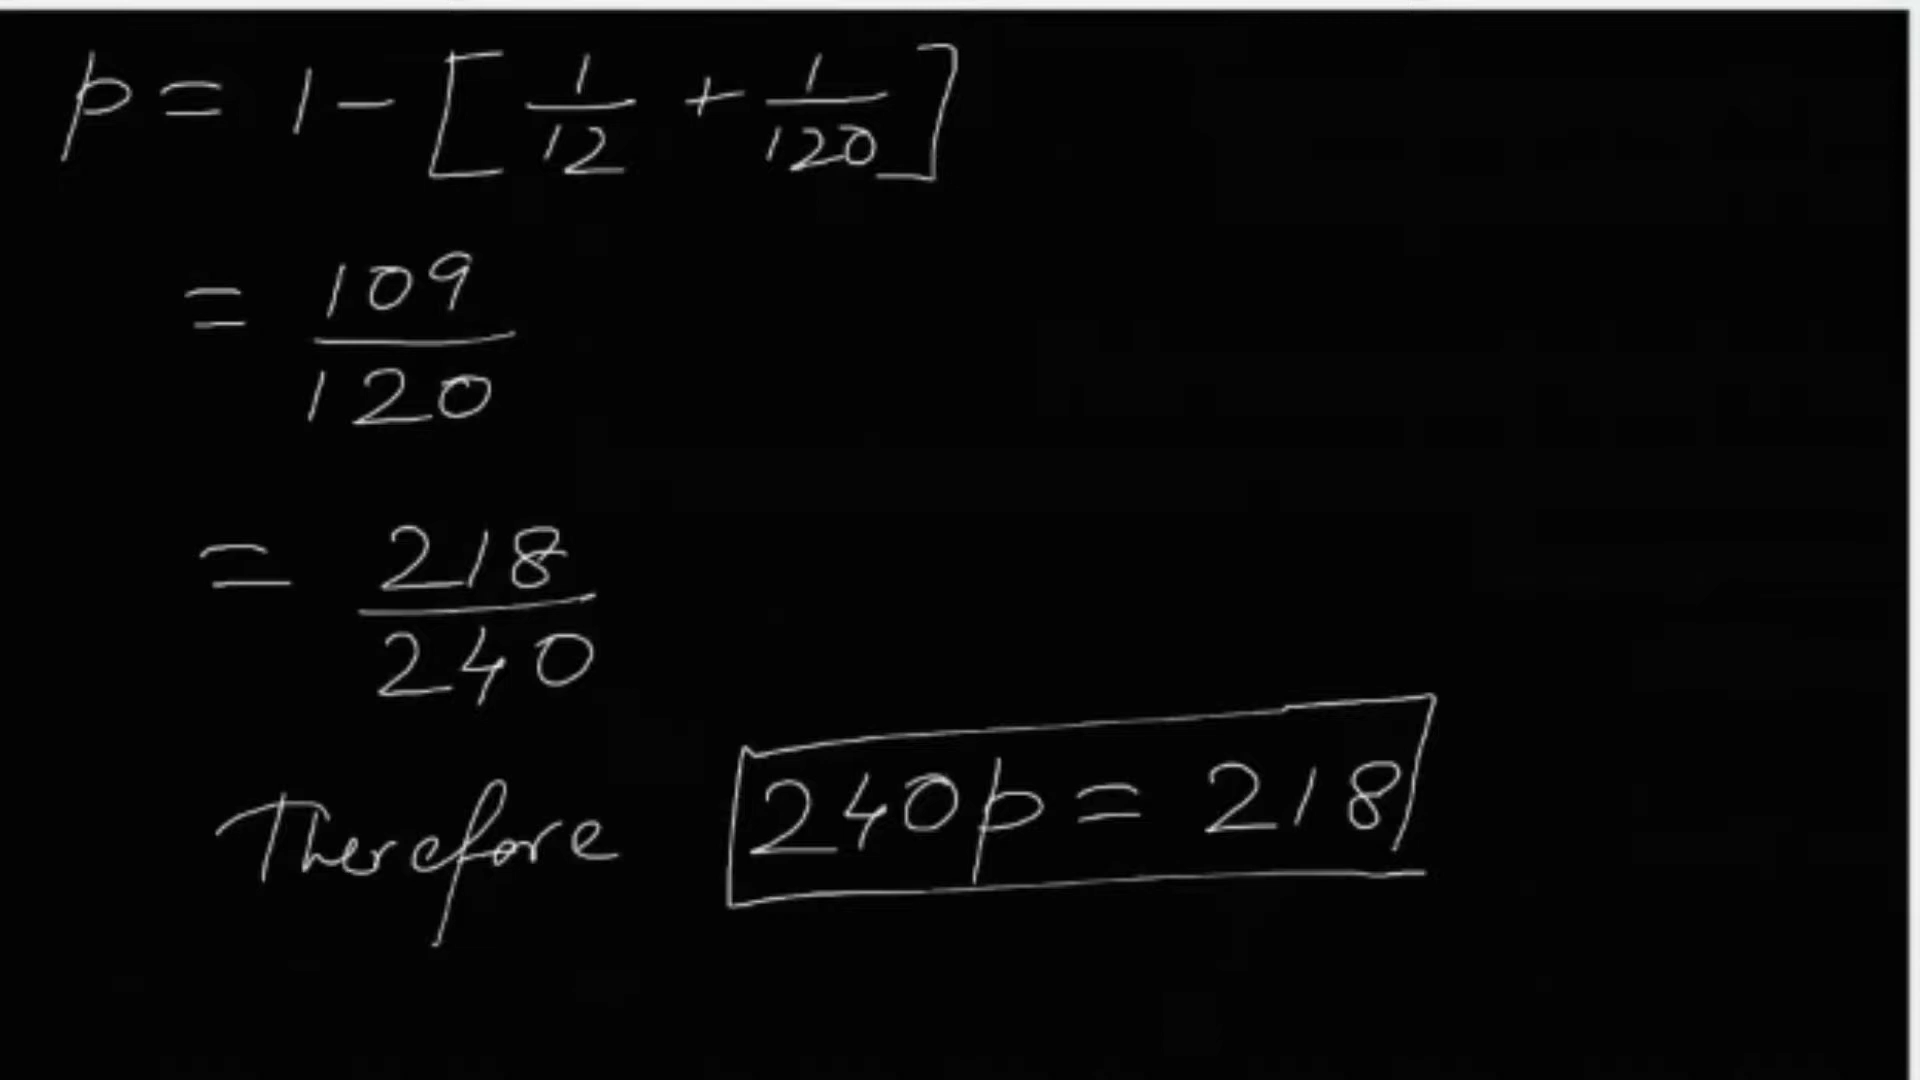 p = 1 - [1/12 + 1/120]
= 109/120
= 218/240
Therefore 240p = 218